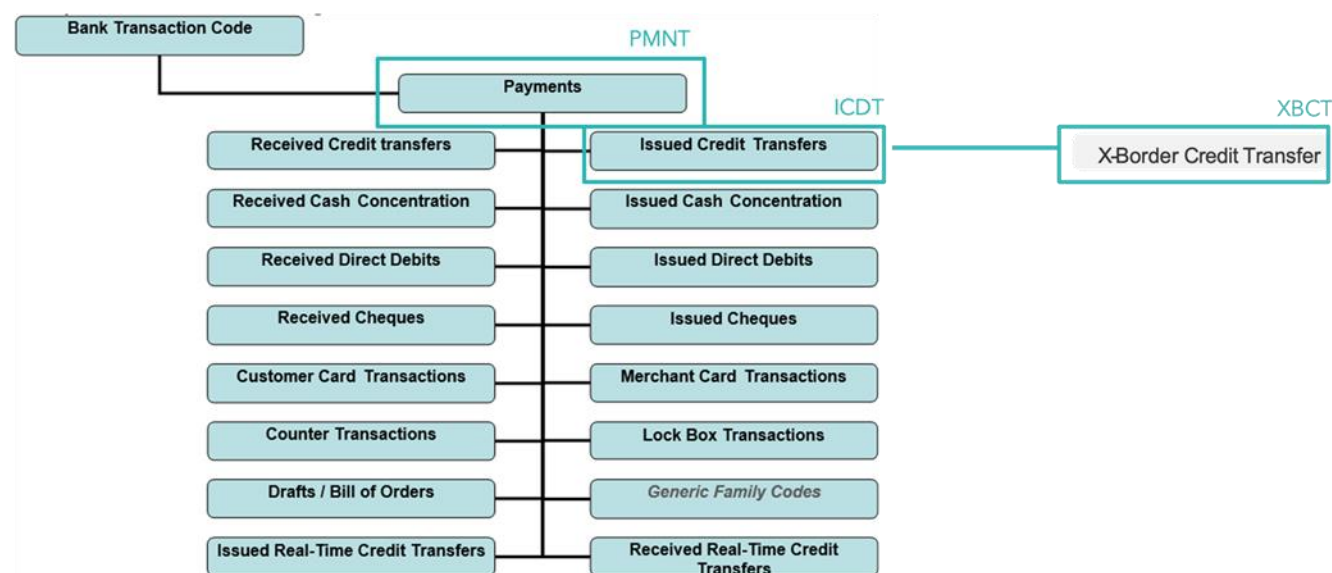 Bank Transaction Code
PMNT
Payments
ICDT
XBCT
Received Credit transfers
Issued Credit Transfers
X-Border Credit Transfer
Received Cash Concentration
Issued Cash Concentration
Received Direct Debits
Issued Direct Debits
Received Cheques
Issued Cheques
Customer Card Transactions
Merchant Card Transactions
Counter Transactions
Lock Box Transactions
Drafts / Bill of Orders
Generic Family Codes
Issued Real-Time Credit Transfers
Received Real-Time Credit
Transfers